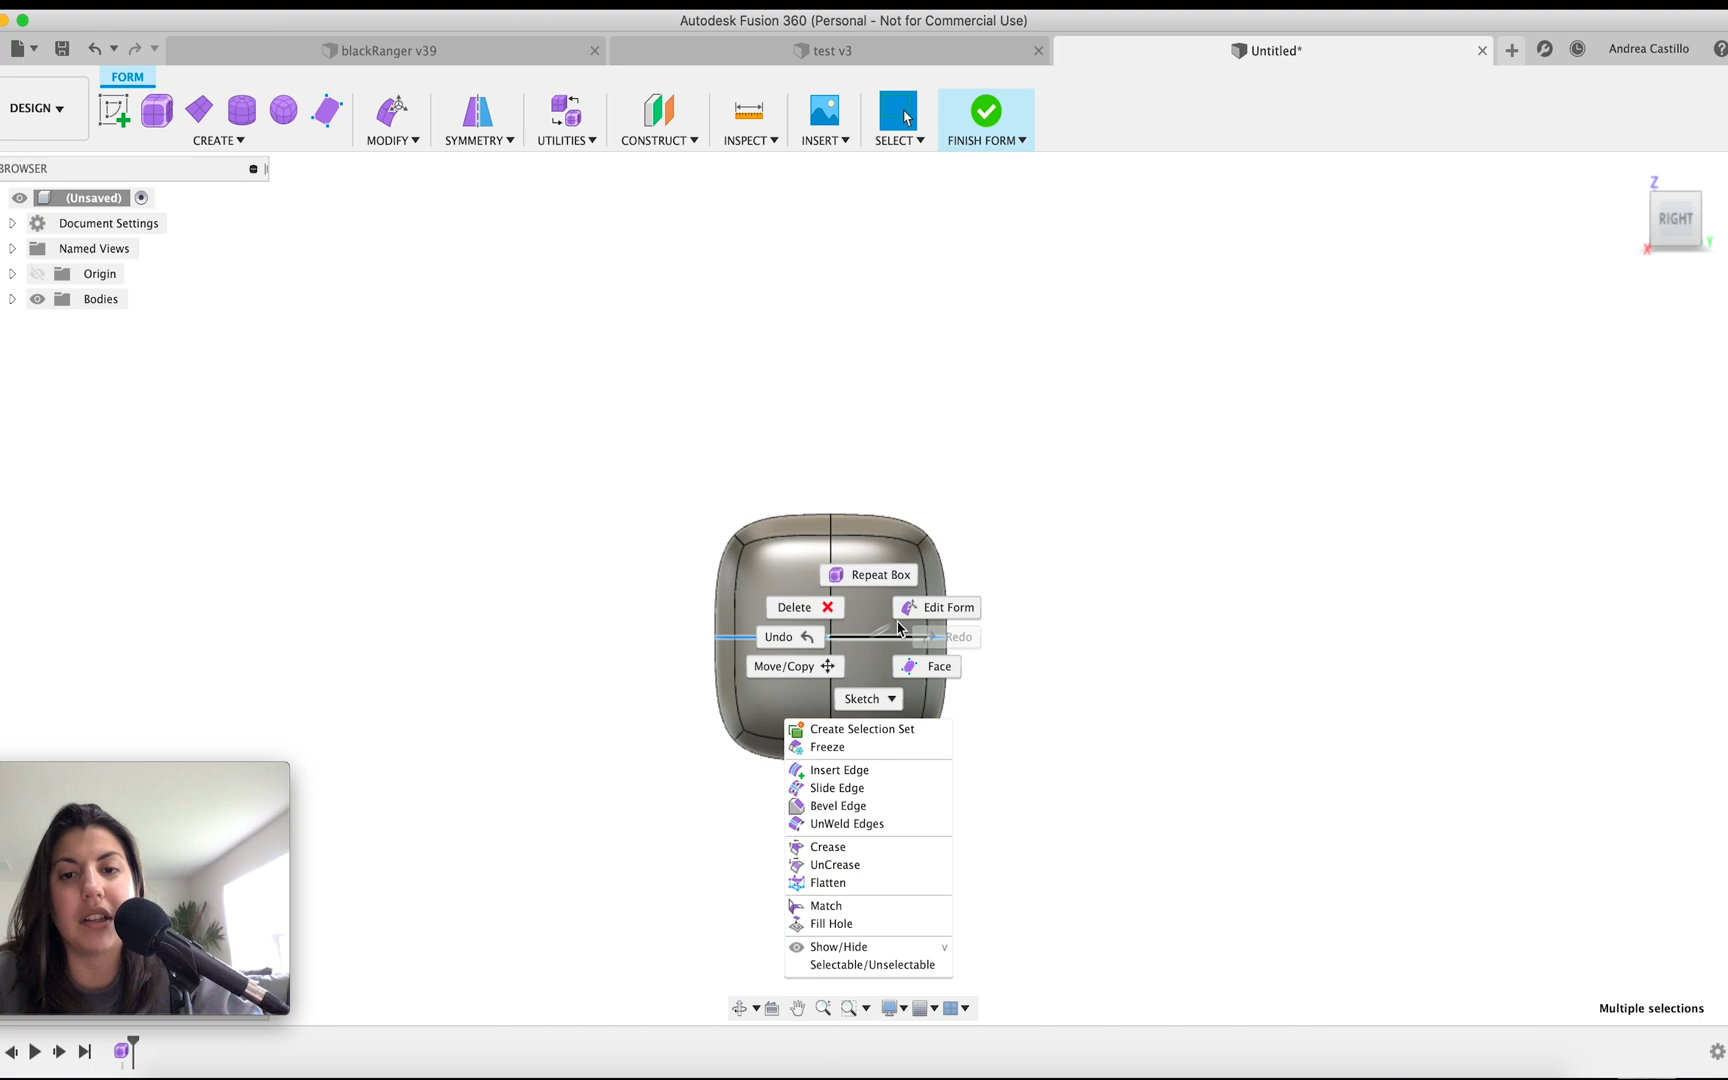 Autodesk Fusion 360 (Personal - Not for Commercial Use)
blackRanger v39
test v3
Untitled*
Andrea Castillo
FORM
DESIGN
CREATE
MODIFY
SYMMETRY
UTILITIES
CONSTRUCT
INSPECT
INSERT
SELECT
FINISH FORM
BROWSER
(Unsaved)
Document Settings
Named Views
Origin
Bodies
Z
RIGHT
X
Y
Repeat Box
Delete
Edit Form
Undo
Redo
Move/Copy
Face
Sketch
Create Selection Set
Freeze
Insert Edge
Slide Edge
Bevel Edge
UnWeld Edges
Crease
UnCrease
Flatten
Match
Fill Hole
Show/Hide v
Selectable/Unselectable
Multiple selections